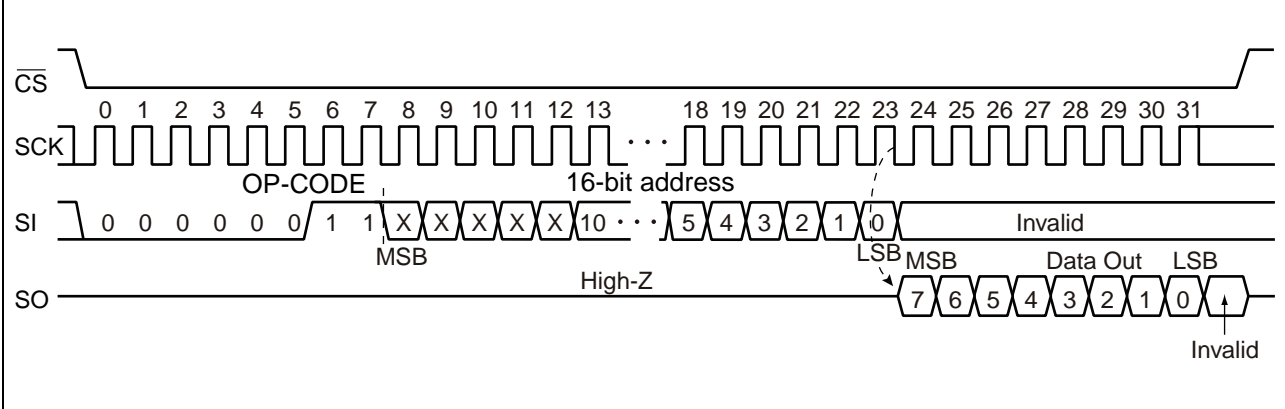 CS
0 1 2 3 4 5 6 7 8 9 10 11 12 13 18 19 20 21 22 23 24 25 26 27 28 29 30 31
SCK ···
OP-CODE 16-bit address
SI 0 0 0 0 0 0 1 1 X X X X X 10 ··· 5 4 3 2 1 0 Invalid
MSB LSB MSB Data Out LSB
High-Z
SO 7 6 5 4 3 2 1 0
Invalid